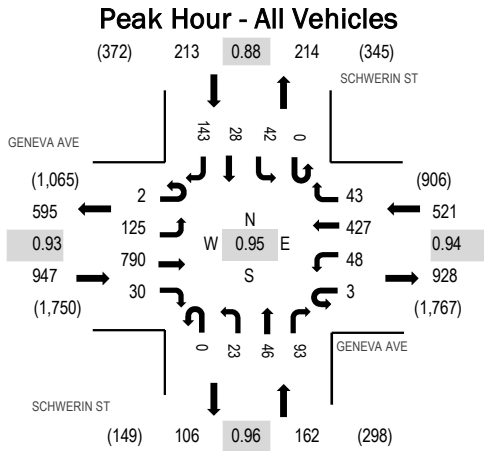 Peak Hour - All Vehicles
(372) 213 0.88 214 (345)
SCHWERIN ST
143 28 42 0
GENEVA AVE
(1,065)
595
0.93
947
(1,750)
2
125
790
30
N
W 0.95 E
S
43
427
48
3
(906)
521
0.94
928
(1,767)
0 23 46 93
GENEVA AVE
SCHWERIN ST
(149) 106 0.96 162 (298)